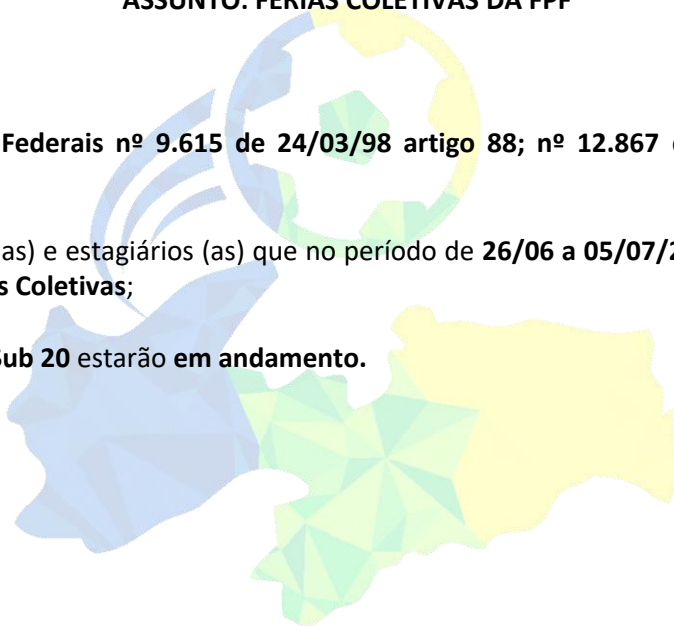 ASSUNTO: FÉRIAS COLETIVAS DA FPF
Federais nº 9.615 de 24/03/98 artigo 88; nº 12.867
as) e estagiários (as) que no período de 26/06 a 05/07/2
s Coletivas;
Sub 20 estarão em andamento.